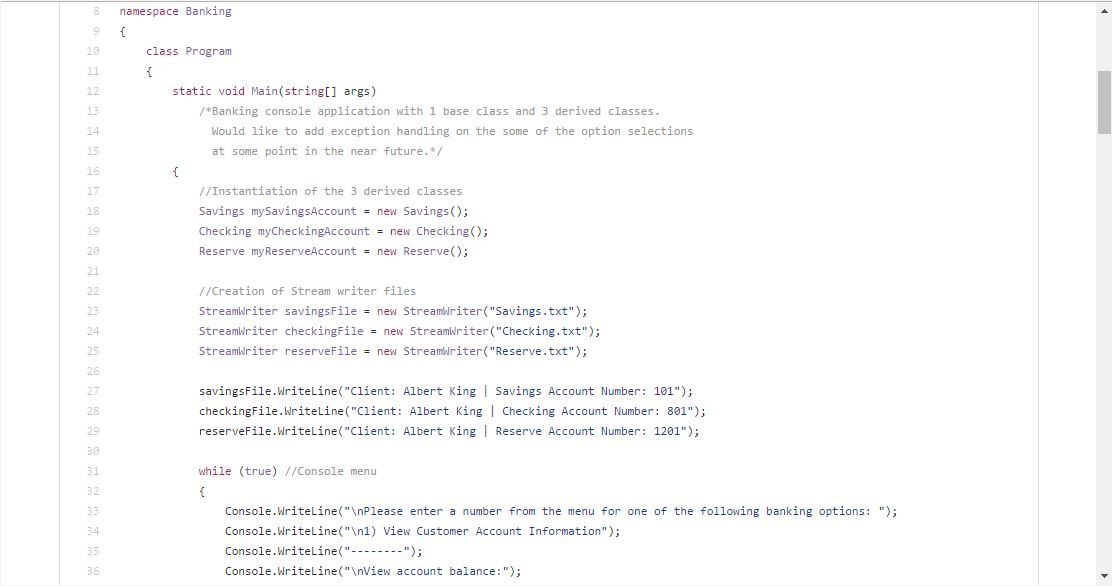 8 namespace Banking
9 {
10 class Program
11 {
12 static void Main(string[] args)
13 /*Banking console application with 1 base class and 3 derived classes.
14 Would like to add exception handling on the some of the option selections
15 at some point in the near future.*/
16 {
17 //Instantiation of the 3 derived classes
18 Savings mySavingsAccount = new Savings();
19 Checking myCheckingAccount = new Checking();
20 Reserve myReserveAccount = new Reserve();
21
22 //Creation of Stream writer files
23 StreamWriter savingsFile = new StreamWriter("Savings.txt");
24 StreamWriter checkingFile = new StreamWriter("Checking.txt");
25 StreamWriter reserveFile = new StreamWriter("Reserve.txt");
26
27 savingsFile.WriteLine("Client: Albert King | Savings Account Number: 101");
28 checkingFile.WriteLine("Client: Albert King | Checking Account Number: 801");
29 reserveFile.WriteLine("Client: Albert King | Reserve Account Number: 1201");
30
31 while (true) //Console menu
32 {
33 Console.WriteLine("\nPlease enter a number from the menu for one of the following banking options: ");
34 Console.WriteLine("\n1) View Customer Account Information");
35 Console.WriteLine("--------");
36 Console.WriteLine("\nView account balance:");